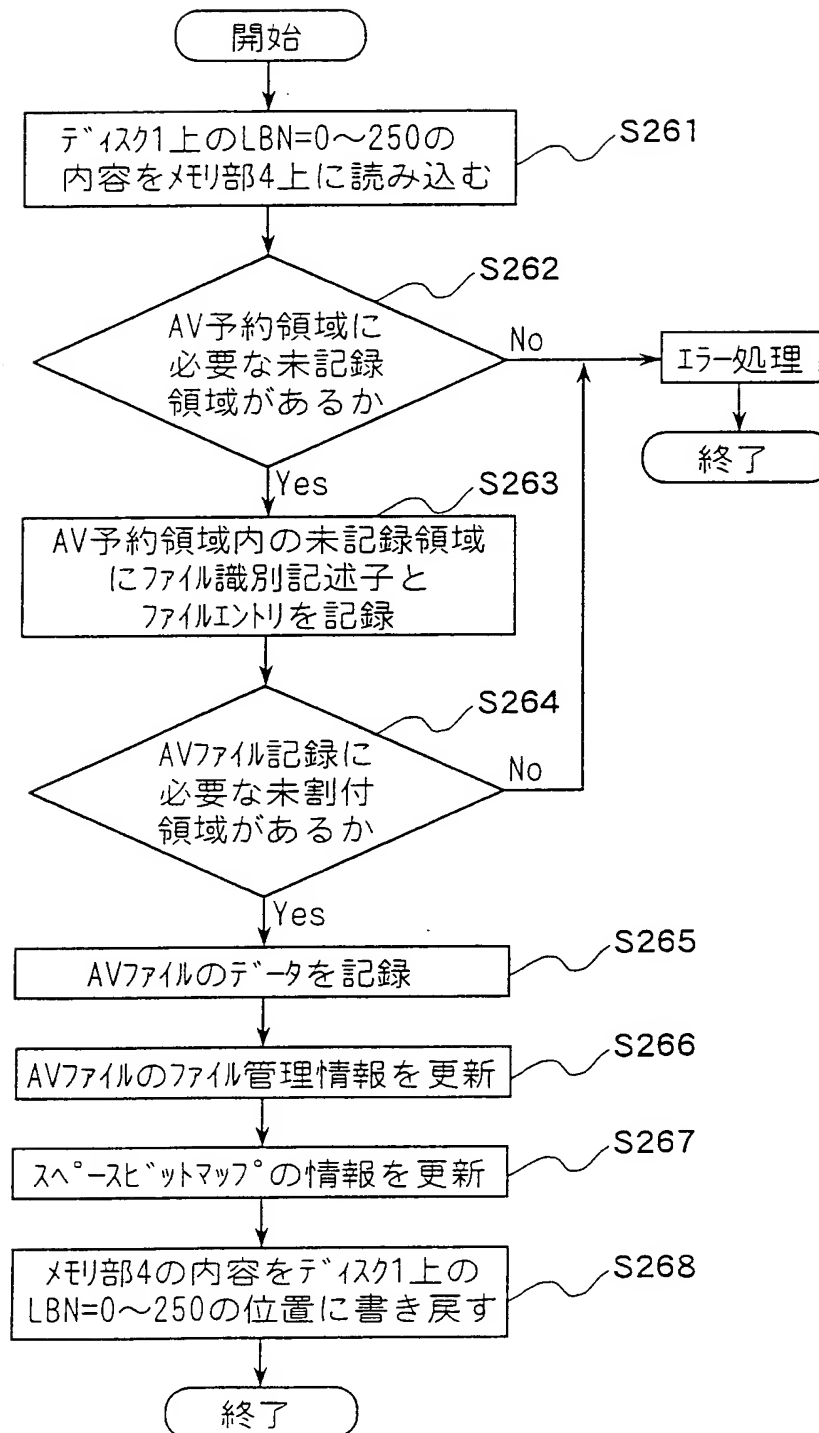 開始
ディスク1上のLBN=0〜250の
内容をメモリ部4上に読み込む
S261
S262
AV予約領域に
必要な未記録
領域があるか
No
エラー処理
終了
Yes
S263
AV予約領域内の未記録領域
にファイル識別記述子と
ファイルエントリを記録
S264
AVファイル記録に
必要な未割付
領域があるか
No
Yes
S265
AVファイルのデータを記録
S266
AVファイルのファイル管理情報を更新
S267
スペースビットマップの情報を更新
S268
メモリ部4の内容をディスク1上の
LBN=0〜250の位置に書き戻す
終了